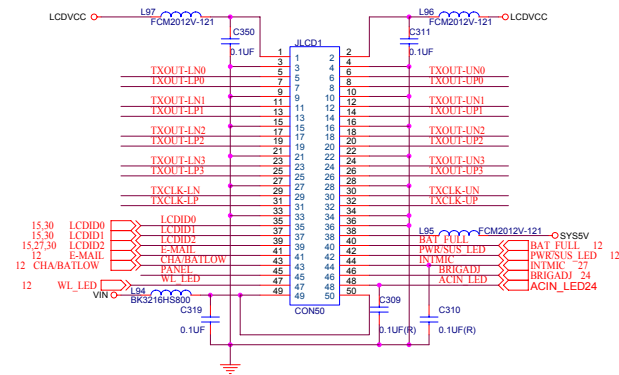 L97 L96
LCDVCC LCDVCC
FCM2012V-121 FCM2012V-121
C350 C311
0.1UF JLCD1 0.1UF
1 1 2 2
3 3 4 4
TXOUT-LN0 5 5 6 6 TXOUT-UN0
TXOUT-LP0 7 7 8 8 TXOUT-UP0
9 9 10 10
TXOUT-LN1 11 11 12 12 TXOUT-UN1
TXOUT-LP1 13 13 14 14 TXOUT-UP1
15 15 16 16
TXOUT-LN2 17 17 18 18 TXOUT-UN2
TXOUT-LP2 19 19 20 20 TXOUT-UP2
21 21 22 22
TXOUT-LN3 23 23 24 24 TXOUT-UN3
TXOUT-LP3 25 25 26 26 TXOUT-UP3
27 27 28 28
TXCLK-LN 29 29 30 30 TXCLK-UN
TXCLK-LP 31 31 32 32 TXCLK-UP
33 33 34 34
15,30 LCDID0 LCDID0 35 35 36 36
15,30 LCDID1 LCDID1 37 37 38 38 L95 FCM2012V-121 SYS5V
15,27,30 LCDID2 LCDID2 39 39 40 40 BAT_FULL BAT_FULL 12
12 E-MAIL E-MAIL 41 41 42 42 PWR/SUS_LED PWR/SUS_LED 12
12 CHA/BATLOW CHA/BATLOW 43 43 44 44 INTMIC INTMIC 27
PANEL 45 45 46 46 BRIGADJ BRIGADJ 24
12 WL_LED WL_LED 47 47 48 48 ACIN_LED ACIN_LED24
VIN L94 49 49 50 50
BK3216HS800
CON50
C319 C309 C310
0.1UF 0.1UF(R) 0.1UF(R)